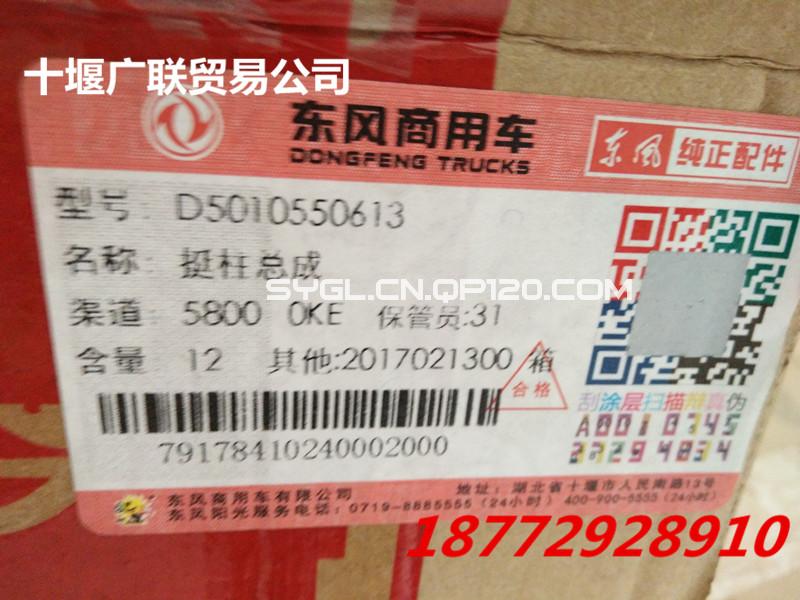 十堰广联贸易公司
东风商用车
DONGFENG TRUCKS
东风 纯正配件
型号: D5010550613
名称: 挺柱总成
SYGL.CN.QP120.COM
渠道: 5800 0KE 保管员:31
含量 12 其他:2017021300 箱
合格
刮涂层扫描辩真伪
A0010345
33294034
79178410240002000
东风商用车有限公司
东风阳光服务电话:0719-8885555(24小时)
地址: 湖北省十堰市人民南路13号
400-900-5555(24小时)
18772928910